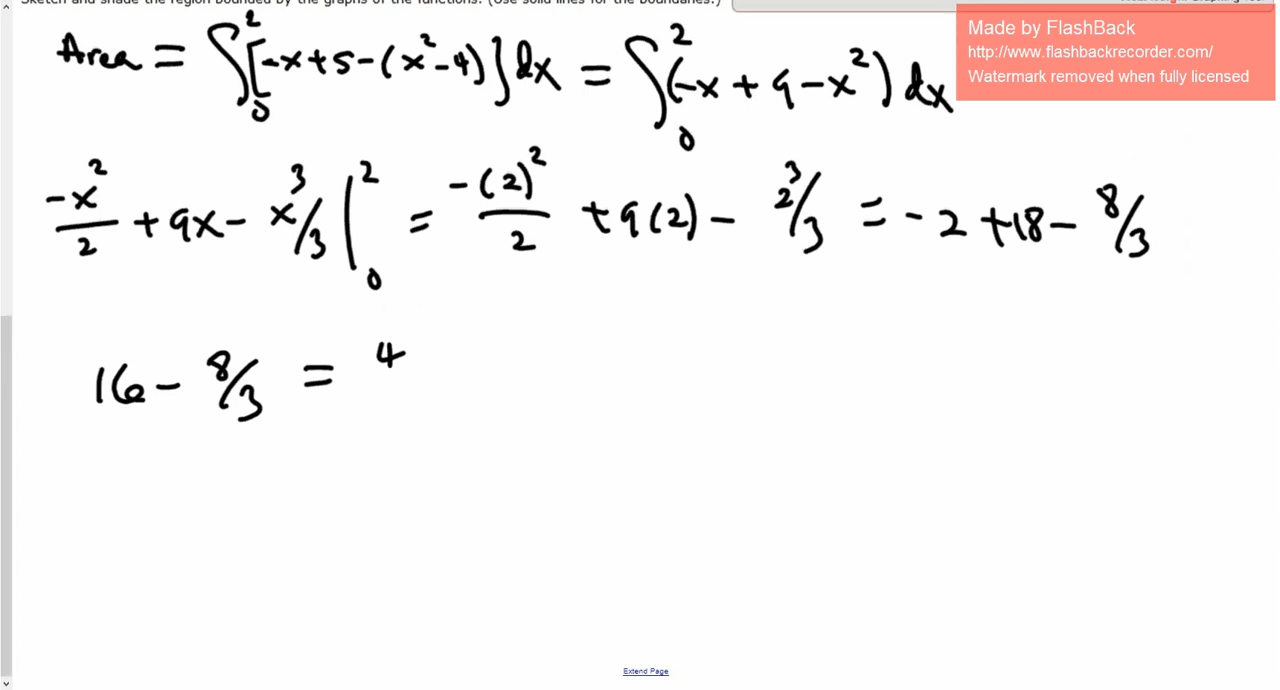 Sketch and shade the region bounded by the graphs of the functions. (Use solid lines for the boundaries.)
Made by FlashBack
http://www.flashbackrecorder.com/
Watermark removed when fully licensed
Area = ∫₀² [-x+5-(x²-4)] dx = ∫₀² (-x + 9 - x²) dx
-x²/2 + 9x - x³/3 |₀² = -(2)²/2 + 9(2) - 2³/3 = -2 + 18 - 8/3
16 - 8/3 = 4
Extend Page